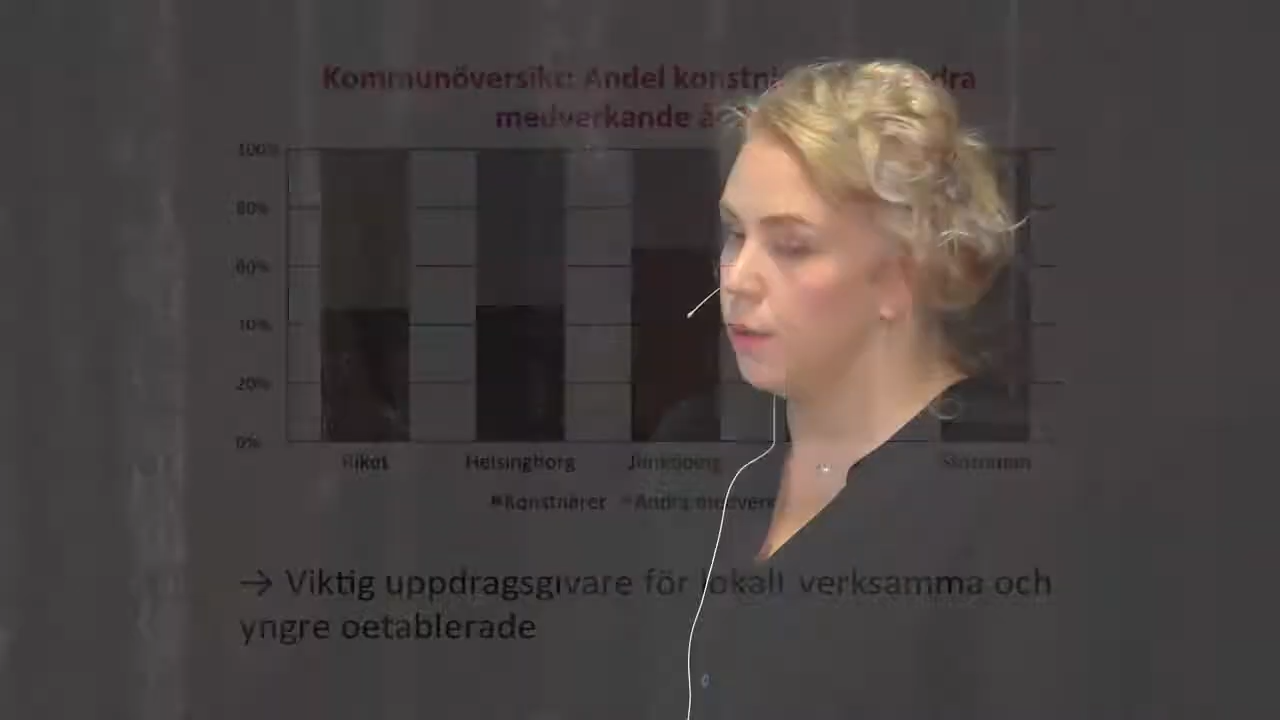 Kommunöversikt: Andel
medverkande
100%
80%
60%
40%
20%
0%
Riket Helsingborg Jönköping
Konstnärer Andra
→ Viktig uppdragsgivare för lokalt verksamma och
yngre oetablerade